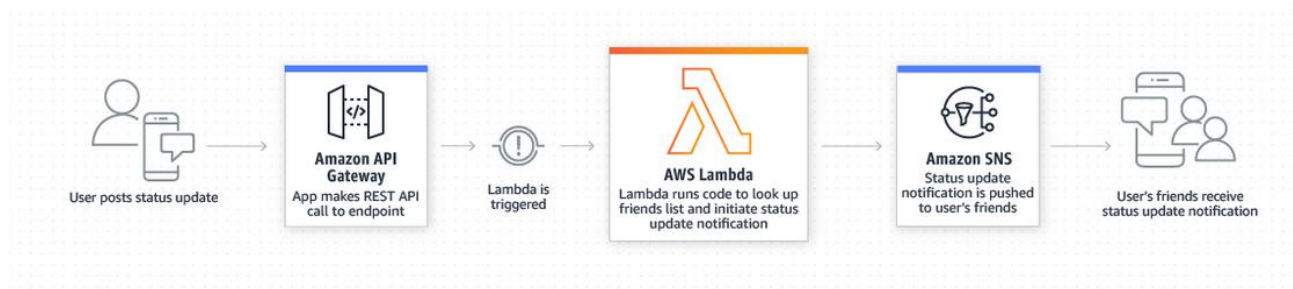 User posts status update
Amazon API
Gateway
App makes REST API
call to endpoint
Lambda is
triggered
AWS Lambda
Lambda runs code to look up
friends list and initiate status
update notification
Amazon SNS
Status update
notification is pushed
to user's friends
User's friends receive
status update notification